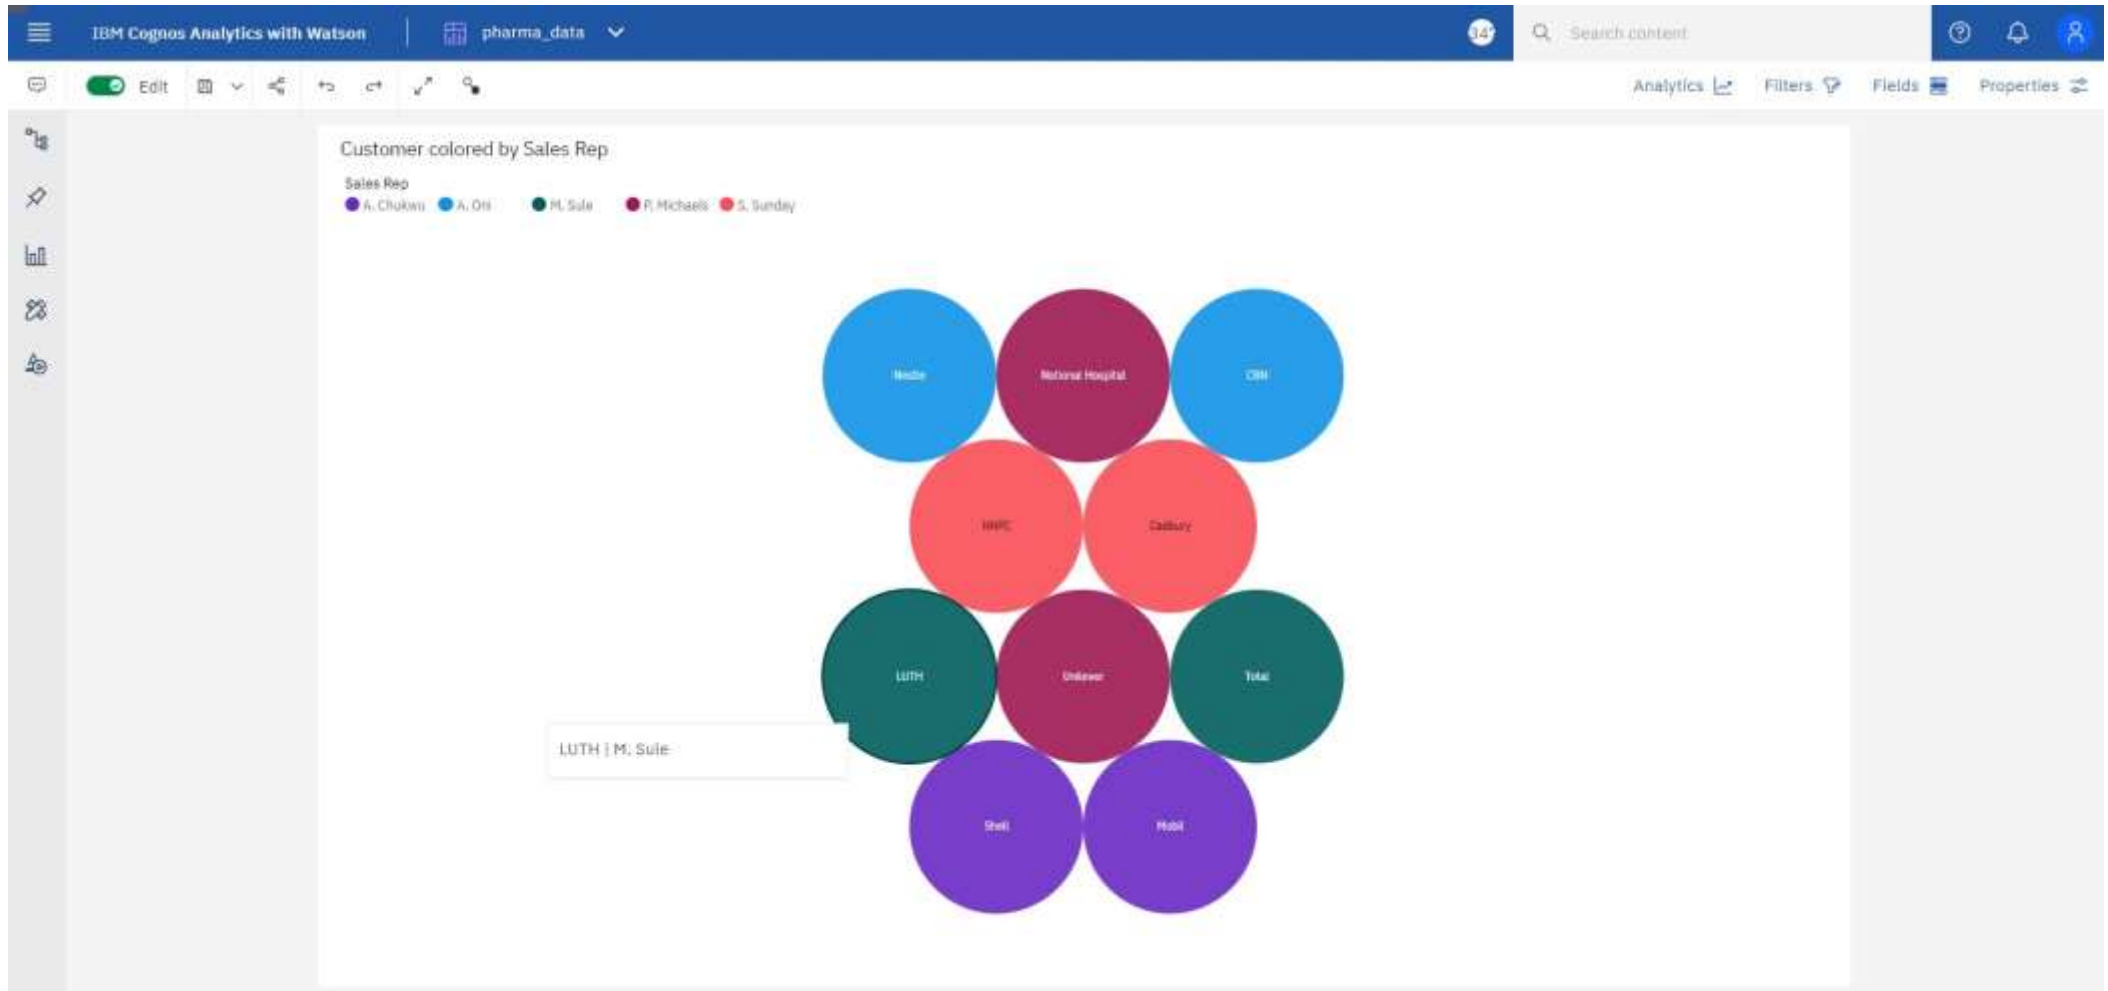 IBM Cognos Analytics with Watson pharma_data Search content
Edit Analytics Filters Fields Properties
Customer colored by Sales Rep
Sales Rep
A. Chukwu A. Oni M. Sule P. Michaels S. Sunday
Nestle National Hospital CBN
NNPC Cadbury
LUTH Unilever Total
LUTH | M. Sule
Shell Mobil